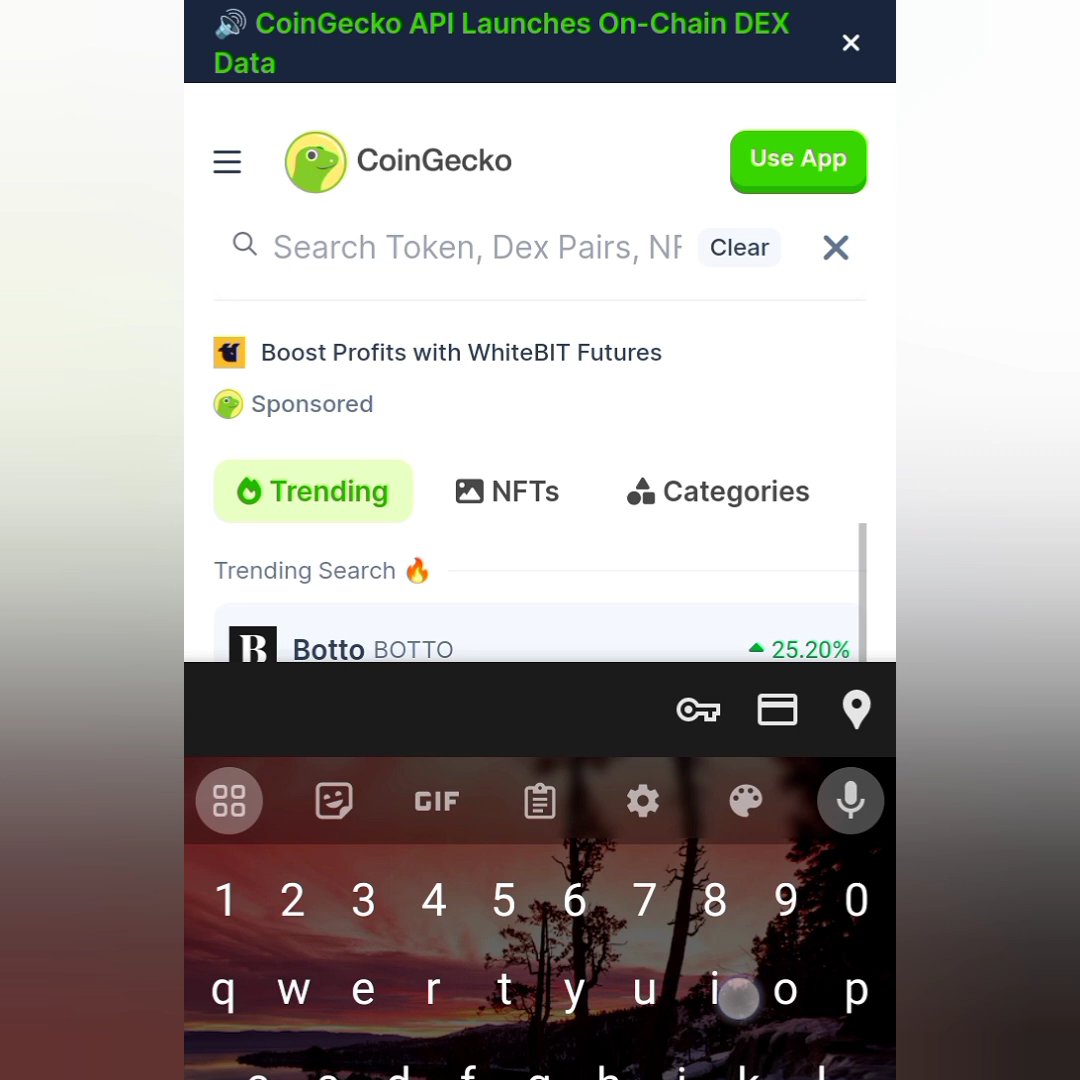 🔊 CoinGecko API Launches On-Chain DEX
Data
CoinGecko
Use App
Search Token, Dex Pairs, NF
Clear
Boost Profits with WhiteBIT Futures
Sponsored
Trending
NFTs
Categories
Trending Search 🔥
B Botto BOTTO
25.20%
GIF
1 2 3 4 5 6 7 8 9 0
q w e r t y u i o p